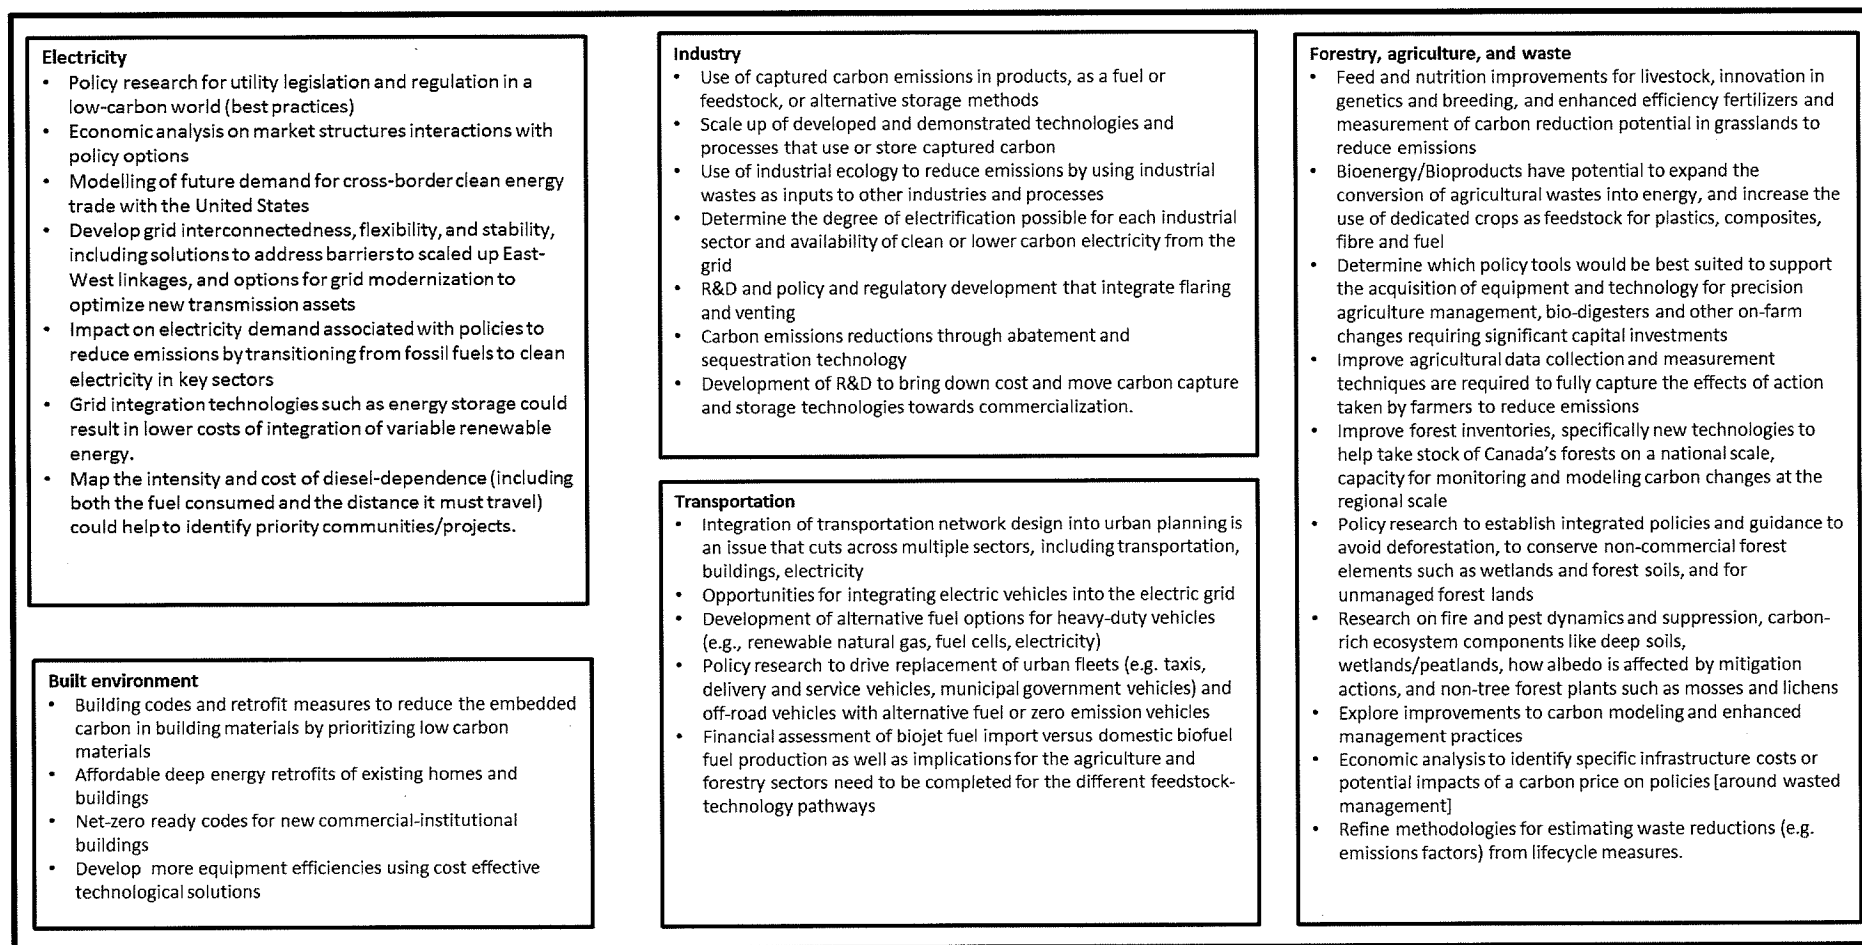 Electricity
• Policy research for utility legislation and regulation in a
low-carbon world (best practices)
• Economic analysis on market structures interactions with
policy options
• Modelling of future demand for cross-border clean energy
trade with the United States
• Develop grid interconnectedness, flexibility, and stability,
including solutions to address barriers to scaled up East-
West linkages, and options for grid modernization to
optimize new transmission assets
• Impact on electricity demand associated with policies to
reduce emissions by transitioning from fossil fuels to clean
electricity in key sectors
• Grid integration technologies such as energy storage could
result in lower costs of integration of variable renewable
energy.
• Map the intensity and cost of diesel-dependence (including
both the fuel consumed and the distance it must travel)
could help to identify priority communities/projects.
Built environment
• Building codes and retrofit measures to reduce the embedded
carbon in building materials by prioritizing low carbon
materials
• Affordable deep energy retrofits of existing homes and
buildings
• Net-zero ready codes for new commercial-institutional
buildings
• Develop more equipment efficiencies using cost effective
technological solutions
Industry
• Use of captured carbon emissions in products, as a fuel or
feedstock, or alternative storage methods
• Scale up of developed and demonstrated technologies and
processes that use or store captured carbon
• Use of industrial ecology to reduce emissions by using industrial
wastes as inputs to other industries and processes
• Determine the degree of electrification possible for each industrial
sector and availability of clean or lower carbon electricity from the
grid
• R&D and policy and regulatory development that integrate flaring
and venting
• Carbon emissions reductions through abatement and
sequestration technology
• Development of R&D to bring down cost and move carbon capture
and storage technologies towards commercialization.
Transportation
• Integration of transportation network design into urban planning is
an issue that cuts across multiple sectors, including transportation,
buildings, electricity
• Opportunities for integrating electric vehicles into the electric grid
• Development of alternative fuel options for heavy-duty vehicles
(e.g., renewable natural gas, fuel cells, electricity)
• Policy research to drive replacement of urban fleets (e.g. taxis,
delivery and service vehicles, municipal government vehicles) and
off-road vehicles with alternative fuel or zero emission vehicles
• Financial assessment of biojet fuel import versus domestic biofuel
fuel production as well as implications for the agriculture and
forestry sectors need to be completed for the different feedstock-
technology pathways
Forestry, agriculture, and waste
• Feed and nutrition improvements for livestock, innovation in
genetics and breeding, and enhanced efficiency fertilizers and
measurement of carbon reduction potential in grasslands to
reduce emissions
• Bioenergy/Bioproducts have potential to expand the
conversion of agricultural wastes into energy, and increase the
use of dedicated crops as feedstock for plastics, composites,
fibre and fuel
• Determine which policy tools would be best suited to support
the acquisition of equipment and technology for precision
agriculture management, bio-digesters and other on-farm
changes requiring significant capital investments
• Improve agricultural data collection and measurement
techniques are required to fully capture the effects of action
taken by farmers to reduce emissions
• Improve forest inventories, specifically new technologies to
help take stock of Canada's forests on a national scale,
capacity for monitoring and modeling carbon changes at the
regional scale
• Policy research to establish integrated policies and guidance to
avoid deforestation, to conserve non-commercial forest
elements such as wetlands and forest soils, and for
unmanaged forest lands
• Research on fire and pest dynamics and suppression, carbon-
rich ecosystem components like deep soils,
wetlands/peatlands, how albedo is affected by mitigation
actions, and non-tree forest plants such as mosses and lichens
• Explore improvements to carbon modeling and enhanced
management practices
• Economic analysis to identify specific infrastructure costs or
potential impacts of a carbon price on policies [around wasted
management]
• Refine methodologies for estimating waste reductions (e.g.
emissions factors) from lifecycle measures.